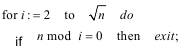 for i := 2 to √n do
if n mod i = 0 then exit;